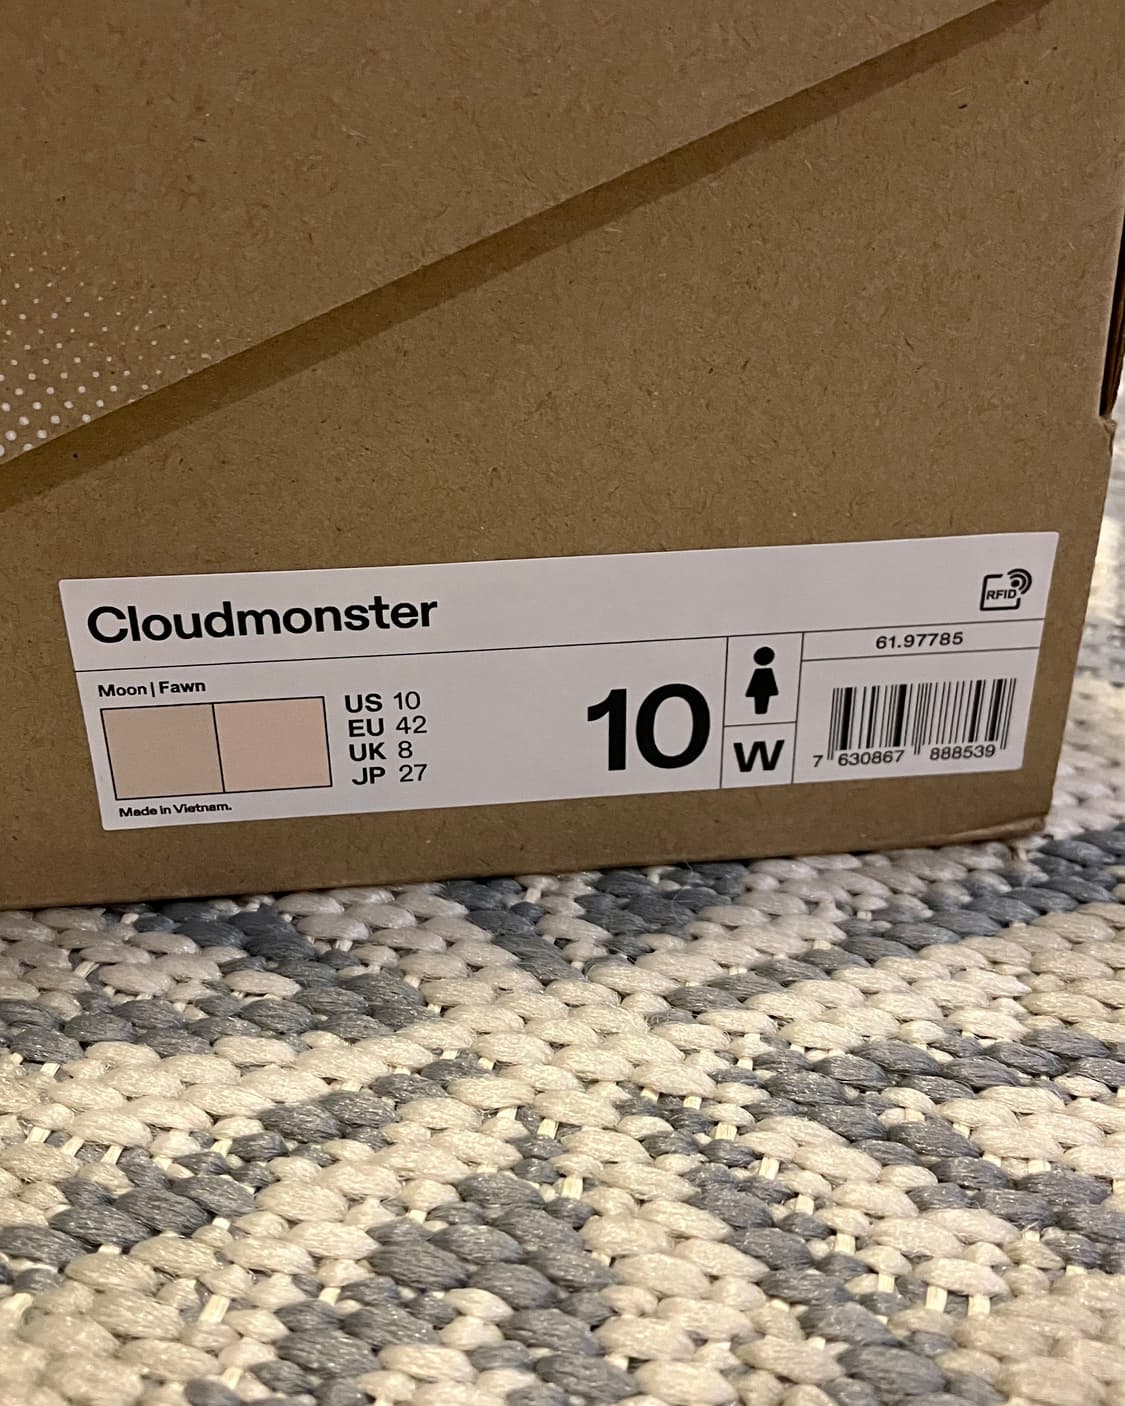 Cloudmonster
RFID
Moon | Fawn
US 10
EU 42
UK 8
JP 27
Made in Vietnam.
10
W
61.97785
7 630867 888539